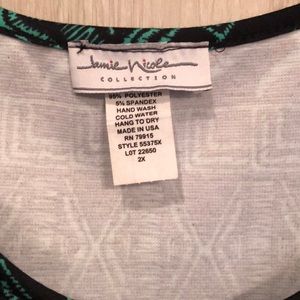 Jamie Nicole
COLLECTION
95% POLYESTER
5% SPANDEX
HAND WASH
COLD WATER
HANG TO DRY
MADE IN USA
RN 79915
STYLE 55375X
LOT 22650
2X